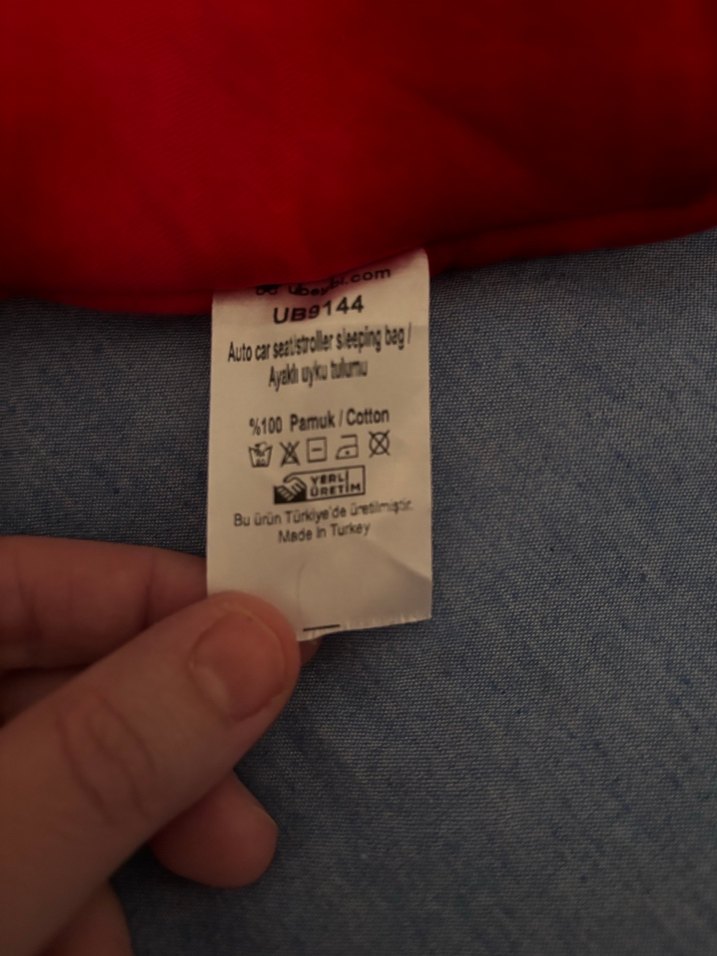 UB9144
Auto car seat/stroller sleeping bag /
Ayaklı uyku tulumu
%100 Pamuk / Cotton
YERLİ
ÜRETİM
Bu ürün Türkiye'de üretilmiştir.
Made In Turkey